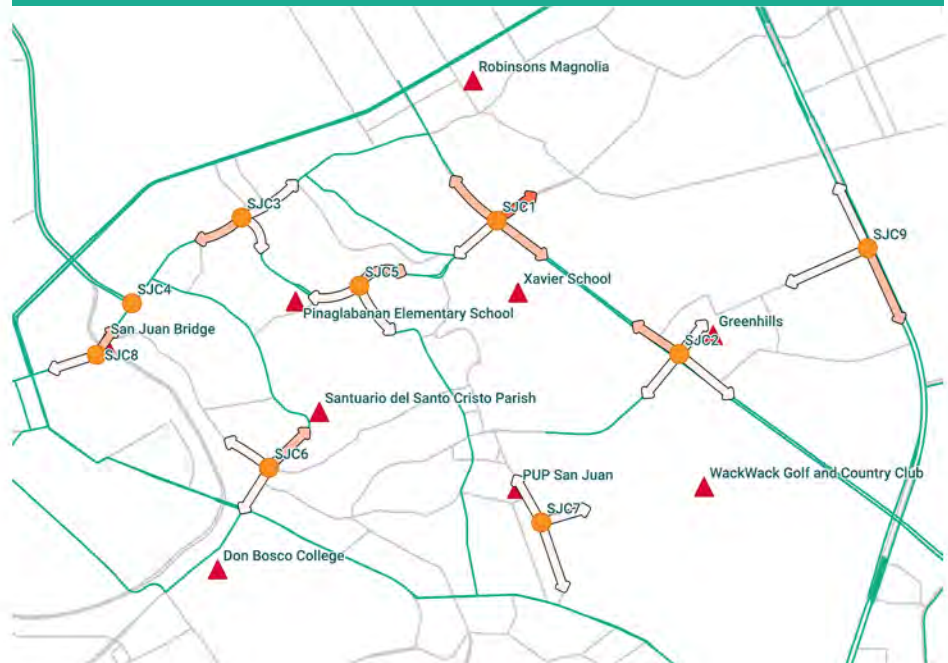 Robinsons Magnolia
SJC3
SJC1
SJC9
SJC5
Xavier School
SJC4
Pinaglabanan Elementary School
Greenhills
San Juan Bridge
SJC2
SJC8
Santuario del Santo Cristo Parish
SJC6
PUP San Juan
WackWack Golf and Country Club
SJC7
Don Bosco College